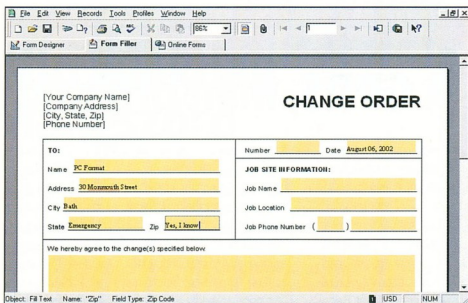 File Edit View Records Tools Profiles Window Help
86% 1
Form Designer Form Filler Online Forms
[Your Company Name]
[Company Address]
[City, State, Zip]
[Phone Number]
CHANGE ORDER
TO:
Name PC Format
Address 30 Monmouth Street
City Bath
State Emergency Zip Yes, I know
Number Date August 06, 2002
JOB SITE INFORMATION:
Job Name
Job Location
Job Phone Number ( )
We hereby agree to the change(s) specified below
Object: Fill Text Name: "Zip" Field Type: Zip Code USD NUM